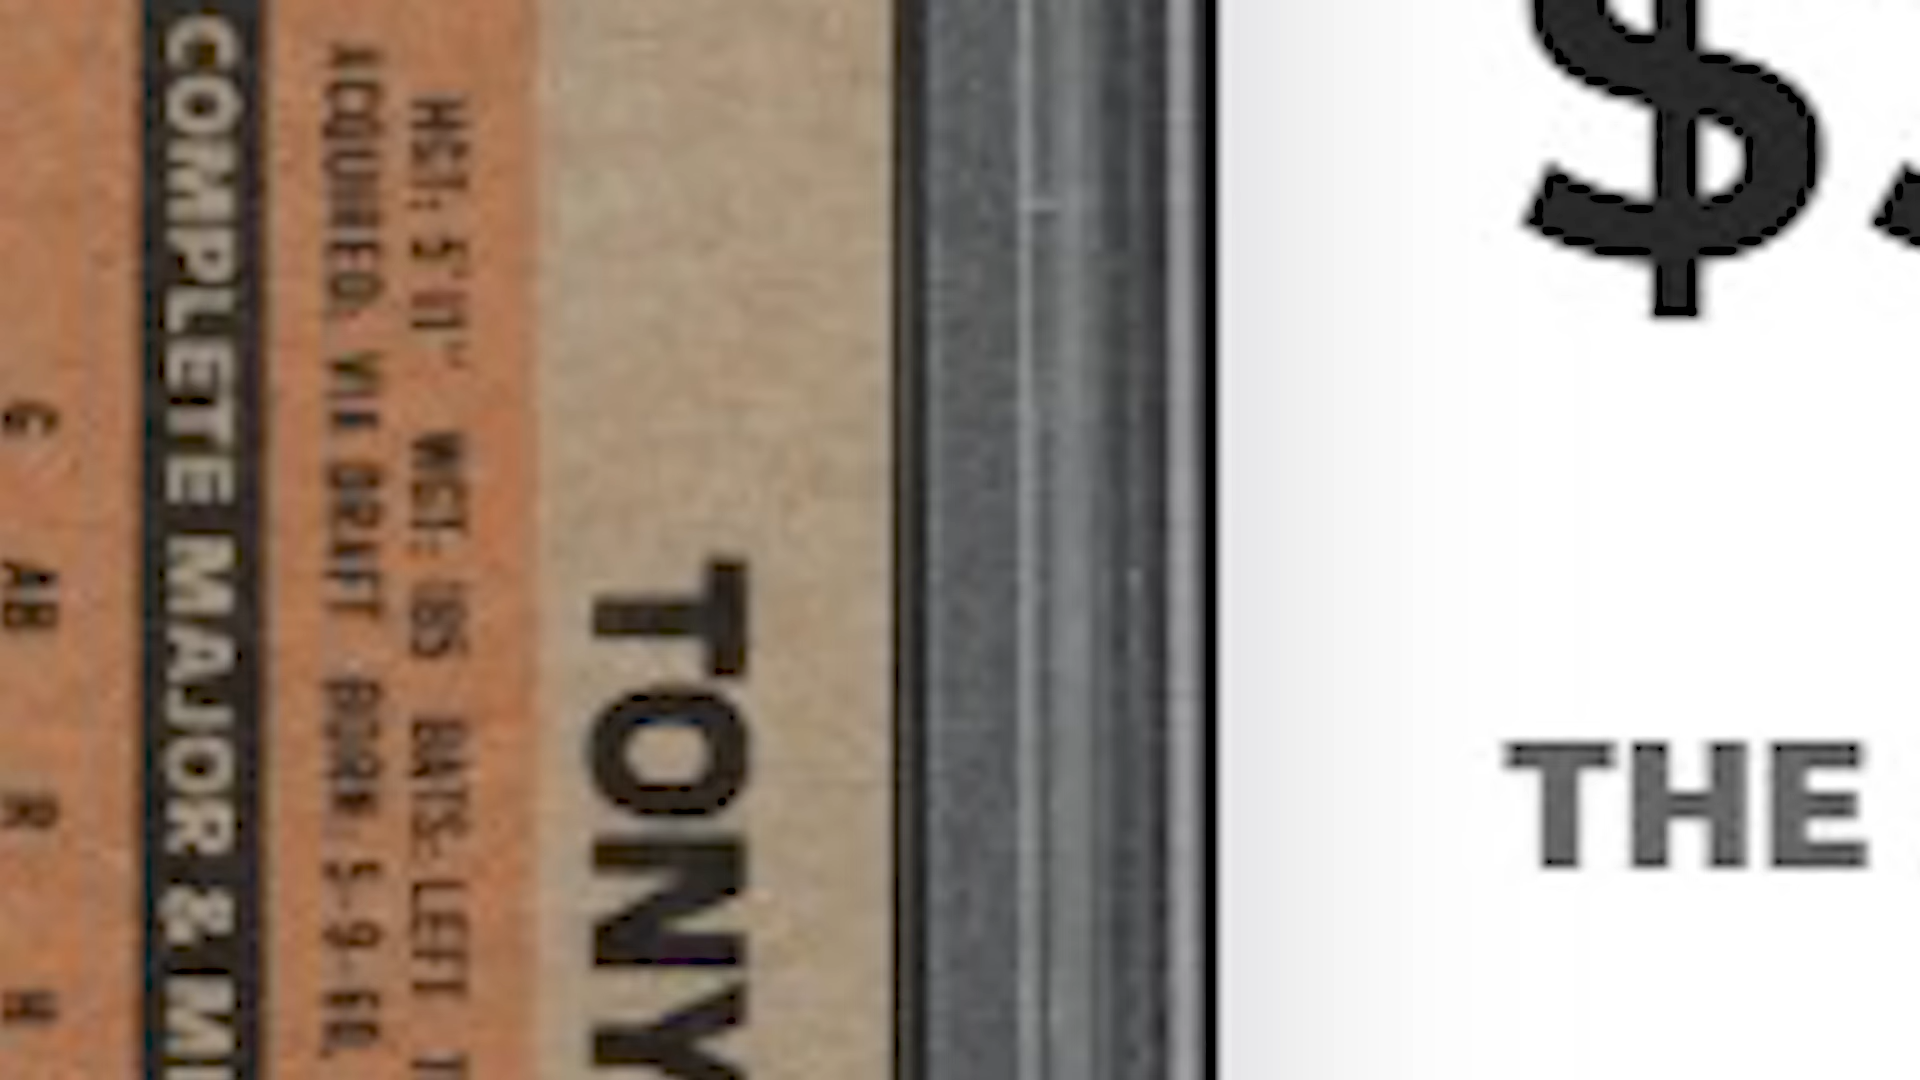 TONY
HGT: 5'11" WGT: 185 BATS: LEFT T
ACQUIRED: VIA DRAFT BORN 5-9-60,
COMPLETE MAJOR & MI
G AB R H
$
THE